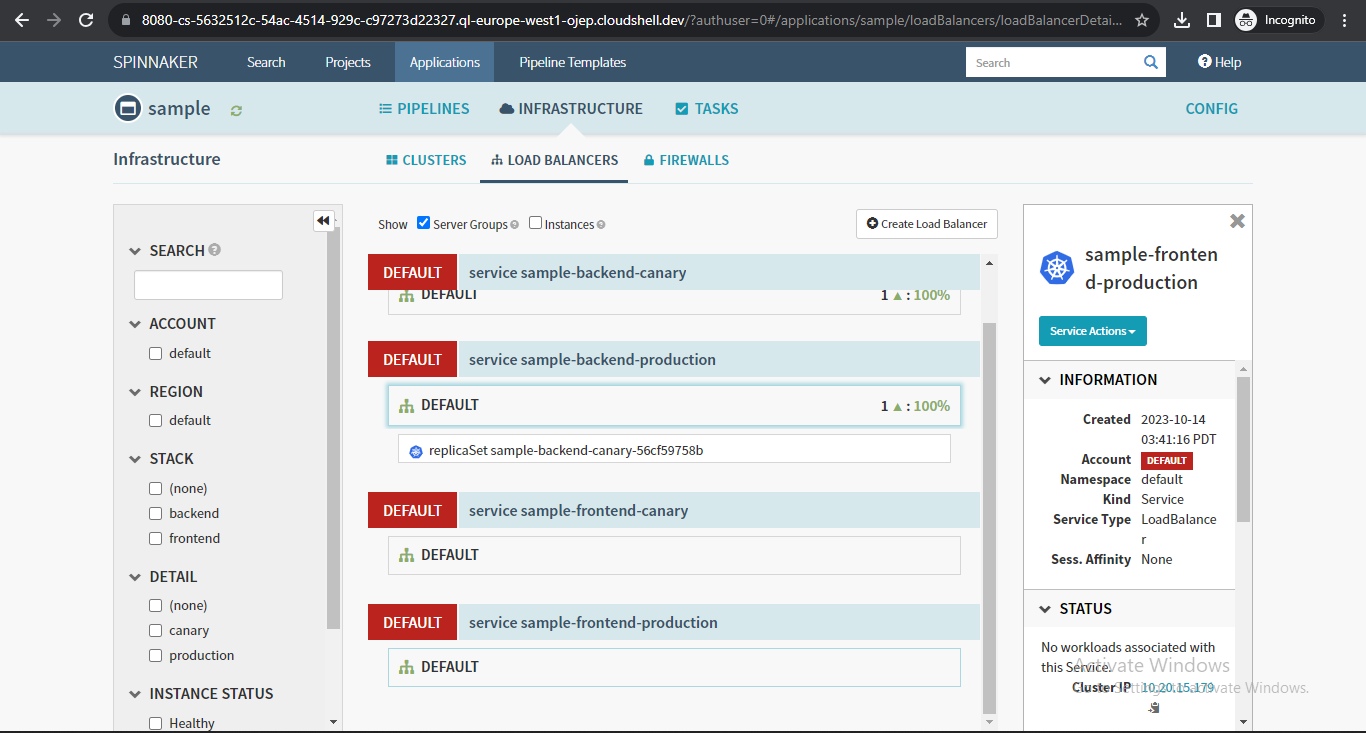 8080-cs-5632512c-54ac-4514-929c-c97273d22327.ql-europe-west1-ojep.cloudshell.dev/?authuser=0#/applications/sample/loadBalancers/loadBalancerDetai...
Incognito
SPINNAKER Search Projects Applications Pipeline Templates Search Help
sample PIPELINES INFRASTRUCTURE TASKS CONFIG
Infrastructure CLUSTERS LOAD BALANCERS FIREWALLS
SEARCH
ACCOUNT
default
REGION
default
STACK
(none)
backend
frontend
DETAIL
(none)
canary
production
INSTANCE STATUS
Healthy
Show Server Groups Instances Create Load Balancer
DEFAULT service sample-backend-canary
DEFAULT 1 ▲ : 100%
DEFAULT service sample-backend-production
DEFAULT 1 ▲ : 100%
replicaSet sample-backend-canary-56cf59758b
DEFAULT service sample-frontend-canary
DEFAULT
DEFAULT service sample-frontend-production
DEFAULT
sample-fronten
d-production
Service Actions
INFORMATION
Created 2023-10-14
03:41:16 PDT
Account DEFAULT
Namespace default
Kind Service
Service Type LoadBalance
r
Sess. Affinity None
STATUS
No workloads associated with
this Service.
Activate Windows
Cluster IP 10.20.15.179
Go to Settings to activate Windows.